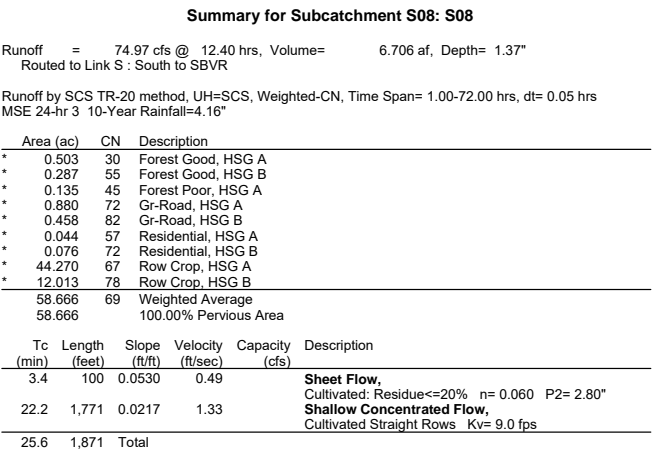 Summary for Subcatchment S08: S08
Runoff = 74.97 cfs @ 12.40 hrs, Volume= 6.706 af, Depth= 1.37"
Routed to Link S : South to SBVR
Runoff by SCS TR-20 method, UH=SCS, Weighted-CN, Time Span= 1.00-72.00 hrs, dt= 0.05 hrs
MSE 24-hr 3 10-Year Rainfall=4.16"
Area (ac) CN Description
* 0.503 30 Forest Good, HSG A
* 0.287 55 Forest Good, HSG B
* 0.135 45 Forest Poor, HSG A
* 0.880 72 Gr-Road, HSG A
* 0.458 82 Gr-Road, HSG B
* 0.044 57 Residential, HSG A
* 0.076 72 Residential, HSG B
* 44.270 67 Row Crop, HSG A
* 12.013 78 Row Crop, HSG B
58.666 69 Weighted Average
58.666 100.00% Pervious Area
Tc Length Slope Velocity Capacity Description
(min) (feet) (ft/ft) (ft/sec) (cfs)
3.4 100 0.0530 0.49 Sheet Flow,
Cultivated: Residue<=20% n= 0.060 P2= 2.80"
22.2 1,771 0.0217 1.33 Shallow Concentrated Flow,
Cultivated Straight Rows Kv= 9.0 fps
25.6 1,871 Total